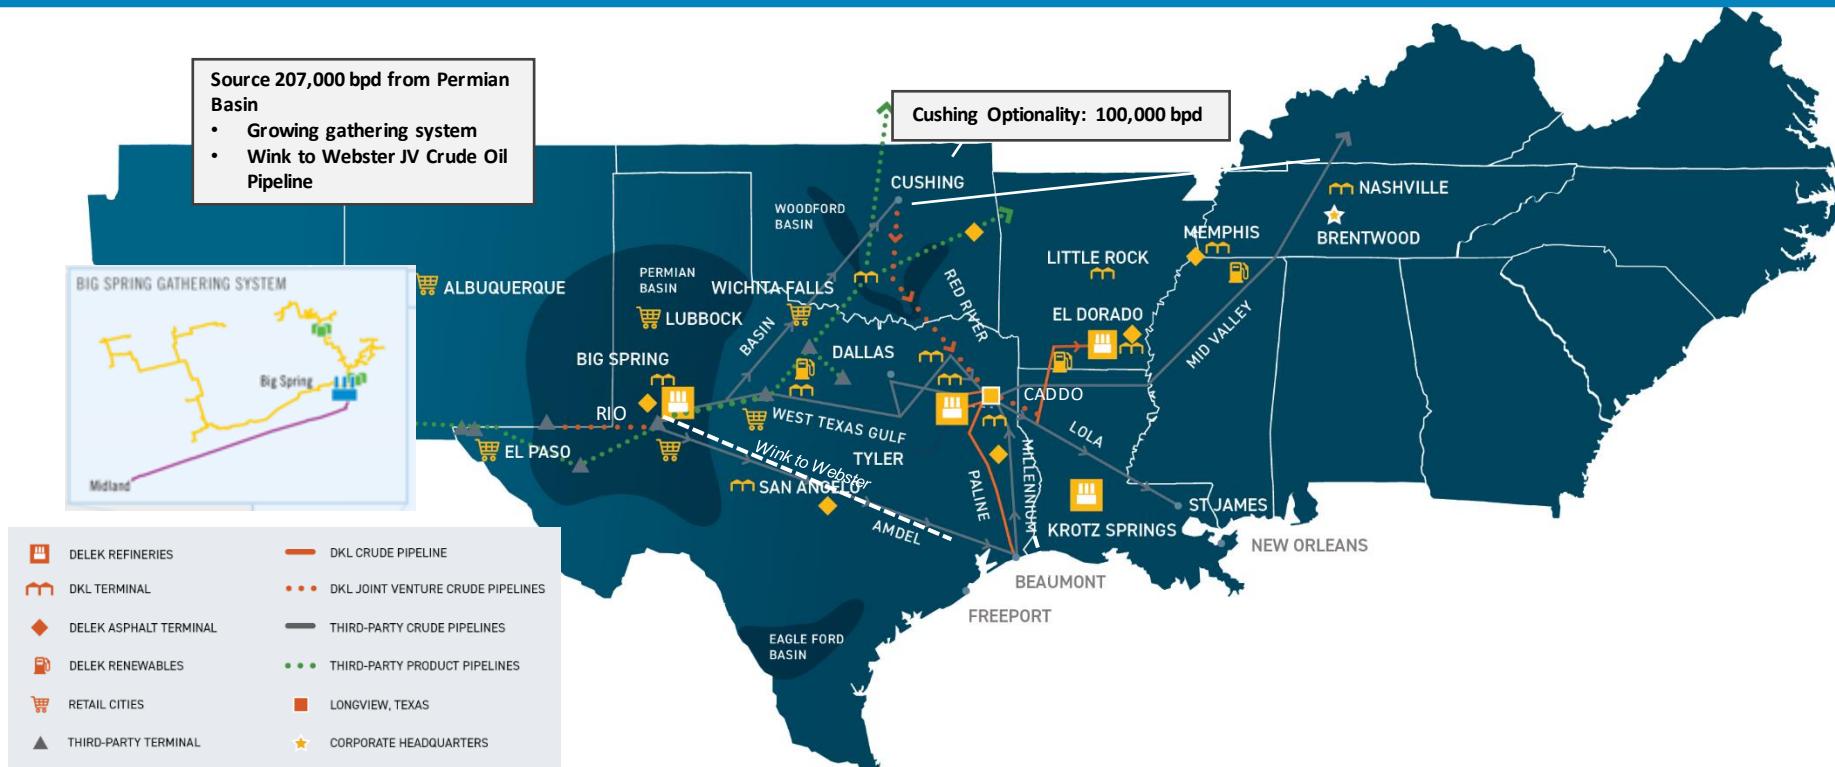 Source 207,000 bpd from Permian
Basin
• Growing gathering system
• Wink to Webster JV Crude Oil
Pipeline
Cushing Optionality: 100,000 bpd
CUSHING
WOODFORD
BASIN
NASHVILLE
BRENTWOOD
MEMPHIS
LITTLE ROCK
PERMIAN
BASIN
WICHITA FALLS
ALBUQUERQUE
LUBBOCK
BASIN
RED RIVER
EL DORADO
MID VALLEY
BIG SPRING
DALLAS
CADDO
RIO
WEST TEXAS GULF
LOLA
EL PASO
TYLER
Wink to Webster
SAN ANGELO
PALINE
MILLENNIUM
AMDEL
KROTZ SPRINGS
ST JAMES
NEW ORLEANS
BEAUMONT
FREEPORT
EAGLE FORD
BASIN
BIG SPRING GATHERING SYSTEM
Big Spring
Midland
DELEK REFINERIES
DKL TERMINAL
DELEK ASPHALT TERMINAL
DELEK RENEWABLES
RETAIL CITIES
THIRD-PARTY TERMINAL
DKL CRUDE PIPELINE
DKL JOINT VENTURE CRUDE PIPELINES
THIRD-PARTY CRUDE PIPELINES
THIRD-PARTY PRODUCT PIPELINES
LONGVIEW, TEXAS
CORPORATE HEADQUARTERS